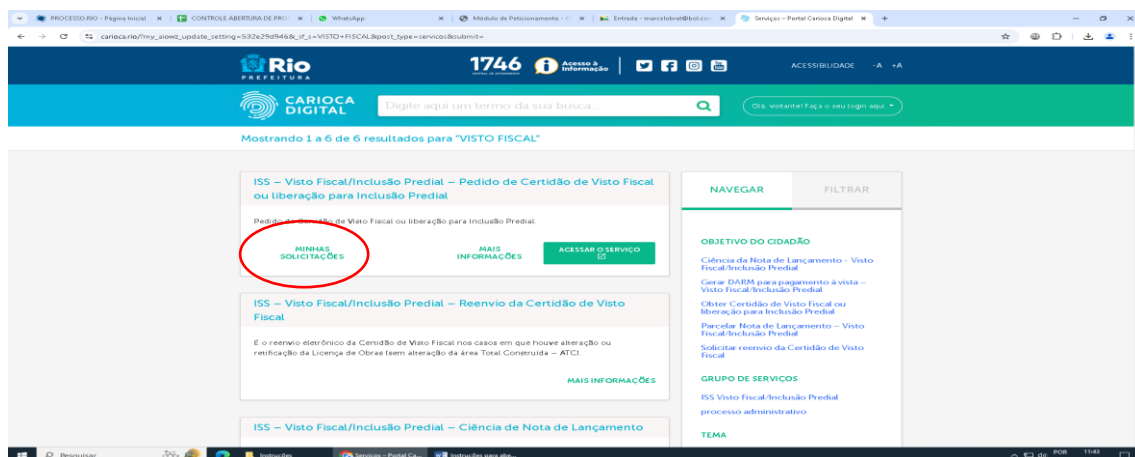 PROCESSO.RIO - Página Inicial
CONTROLE ABERTURA DE PRO
WhatsApp
Módulo de Peticionamento - C
Serviços - Portal Carioca Digital
carioca.rio/?my_aiowz_update_setting=532e29d946&_sf_s=VISTO+FISCAL&post_type=servicos&submit=
Rio
PREFEITURA
1746
Acesso à
Informação
ACESSIBILIDADE -A +A
CARIOCA
DIGITAL
Digite aqui um termo da sua busca...
Olá, visitante! Faça o seu login aqui
Mostrando 1 a 6 de 6 resultados para "VISTO FISCAL"
ISS – Visto Fiscal/Inclusão Predial – Pedido de Certidão de Visto Fiscal
ou liberação para Inclusão Predial
Pedido de Certidão de Visto Fiscal ou liberação para Inclusão Predial.
MINHAS
SOLICITAÇÕES
MAIS
INFORMAÇÕES
ACESSAR O SERVIÇO
ISS – Visto Fiscal/Inclusão Predial – Reenvio da Certidão de Visto
Fiscal
É o reenvio eletrônico da Certidão de Visto Fiscal nos casos em que houve alteração ou
retificação da Licença de Obras (sem alteração da área Total Construída – ATC).
MAIS INFORMAÇÕES
ISS – Visto Fiscal/Inclusão Predial – Ciência de Nota de Lançamento
NAVEGAR
FILTRAR
OBJETIVO DO CIDADÃO
Ciência da Nota de Lançamento - Visto
Fiscal/Inclusão Predial
Gerar DARM para pagamento à vista –
Visto Fiscal/Inclusão Predial
Obter Certidão de Visto Fiscal ou
liberação para Inclusão Predial
Parcelar Nota de Lançamento – Visto
Fiscal/Inclusão Predial
Solicitar reenvio da Certidão de Visto
Fiscal
GRUPO DE SERVIÇOS
ISS Visto Fiscal/Inclusão Predial
processo administrativo
TEMA
Pesquisar
Instruções
Serviços – Portal Ca...
Instruções para abe...
POR
11:43